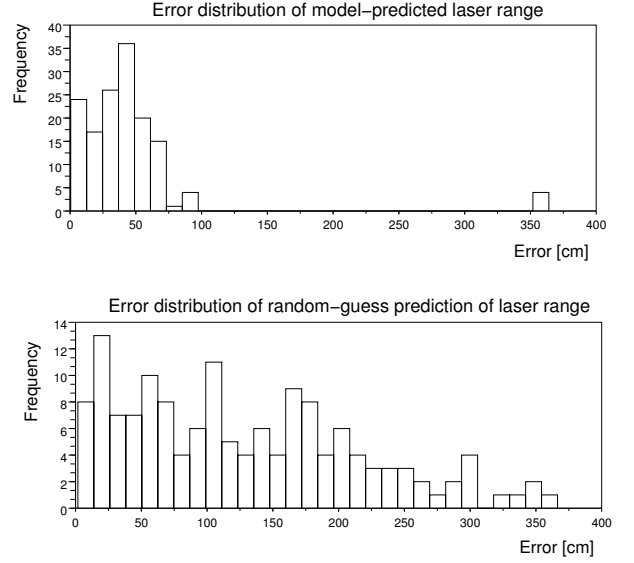 Error distribution of model−predicted laser range
Frequency
40
35
30
25
20
15
10
5
0
0 50 100 150 200 250 300 350 400
Error [cm]
Error distribution of random−guess prediction of laser range
Frequency
14
12
10
8
6
4
2
0
0 50 100 150 200 250 300 350 400
Error [cm]